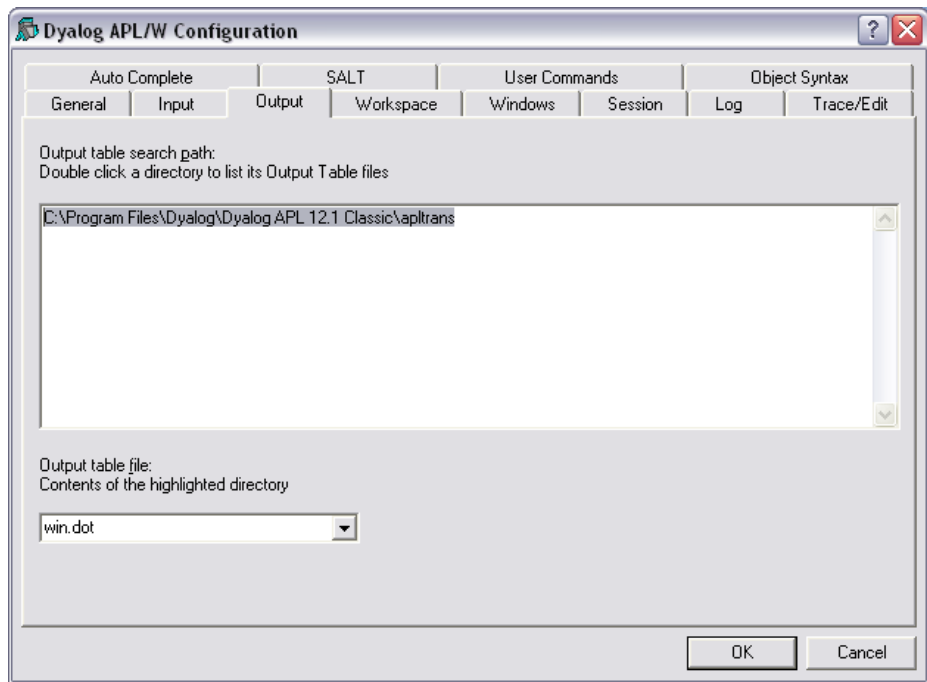 Dyalog APL/W Configuration
Auto Complete SALT User Commands Object Syntax
General Input Output Workspace Windows Session Log Trace/Edit
Output table search path:
Double click a directory to list its Output Table files
C:\Program Files\Dyalog\Dyalog APL 12.1 Classic\apltrans
Output table file:
Contents of the highlighted directory
win.dot
OK Cancel